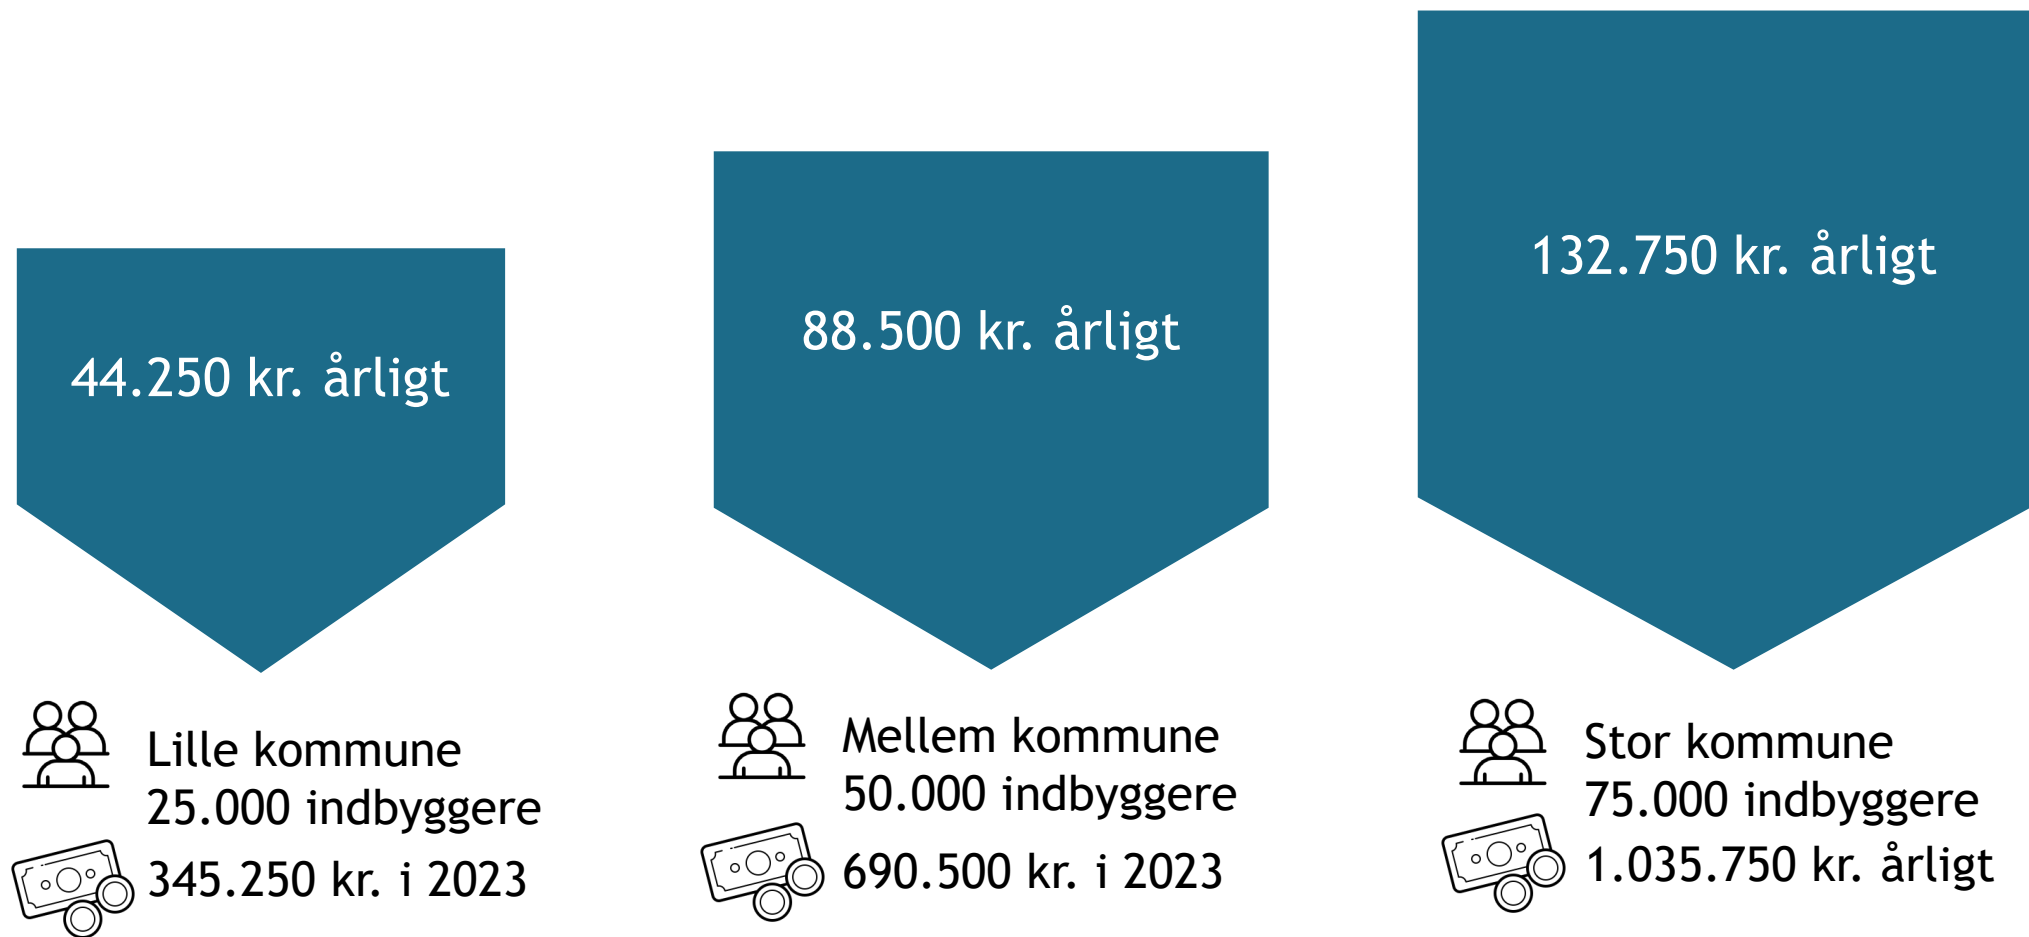 44.250 kr. årligt
Lille kommune
25.000 indbyggere
345.250 kr. i 2023
88.500 kr. årligt
Mellem kommune
50.000 indbyggere
690.500 kr. i 2023
132.750 kr. årligt
Stor kommune
75.000 indbyggere
1.035.750 kr. årligt